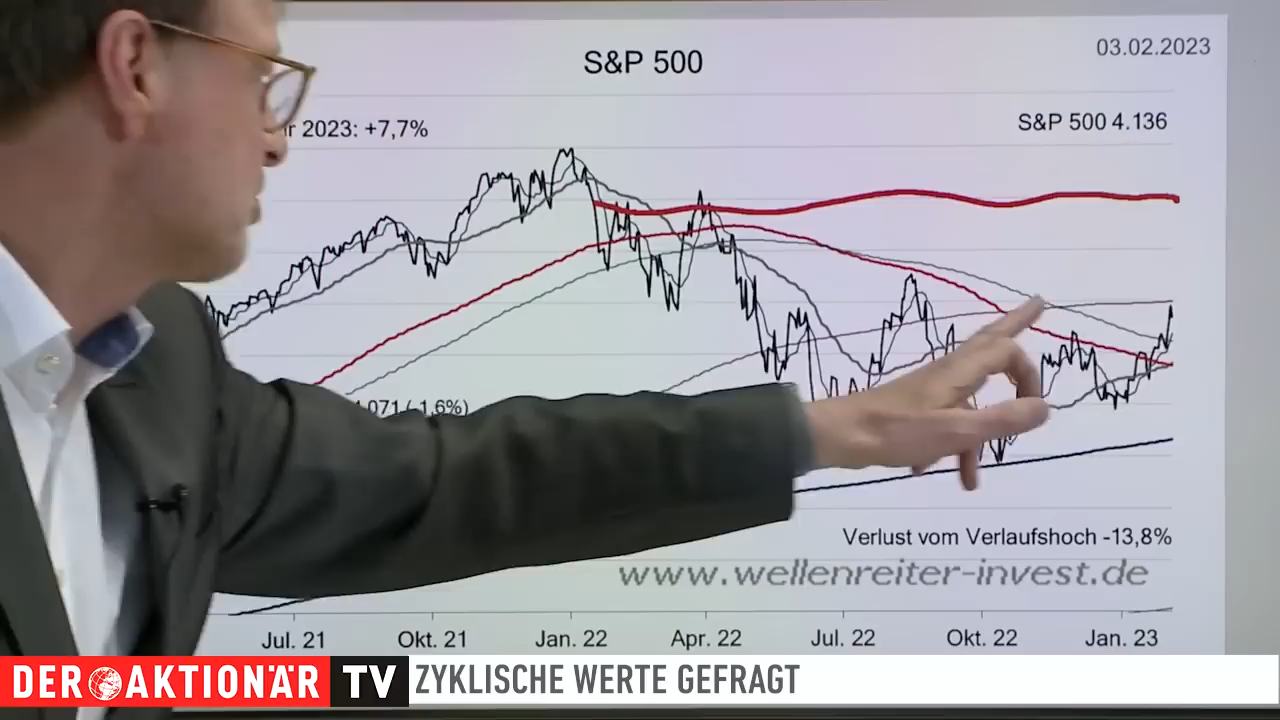 03.02.2023
S&P 500
S&P 500 4.136
2023: +7,7%
071 (-1,6%)
Verlust vom Verlaufshoch -13,8%
www.wellenreiter-invest.de
Jul. 21 Okt. 21 Jan. 22 Apr. 22 Jul. 22 Okt. 22 Jan. 23
DER AKTIONÄR TV ZYKLISCHE WERTE GEFRAGT